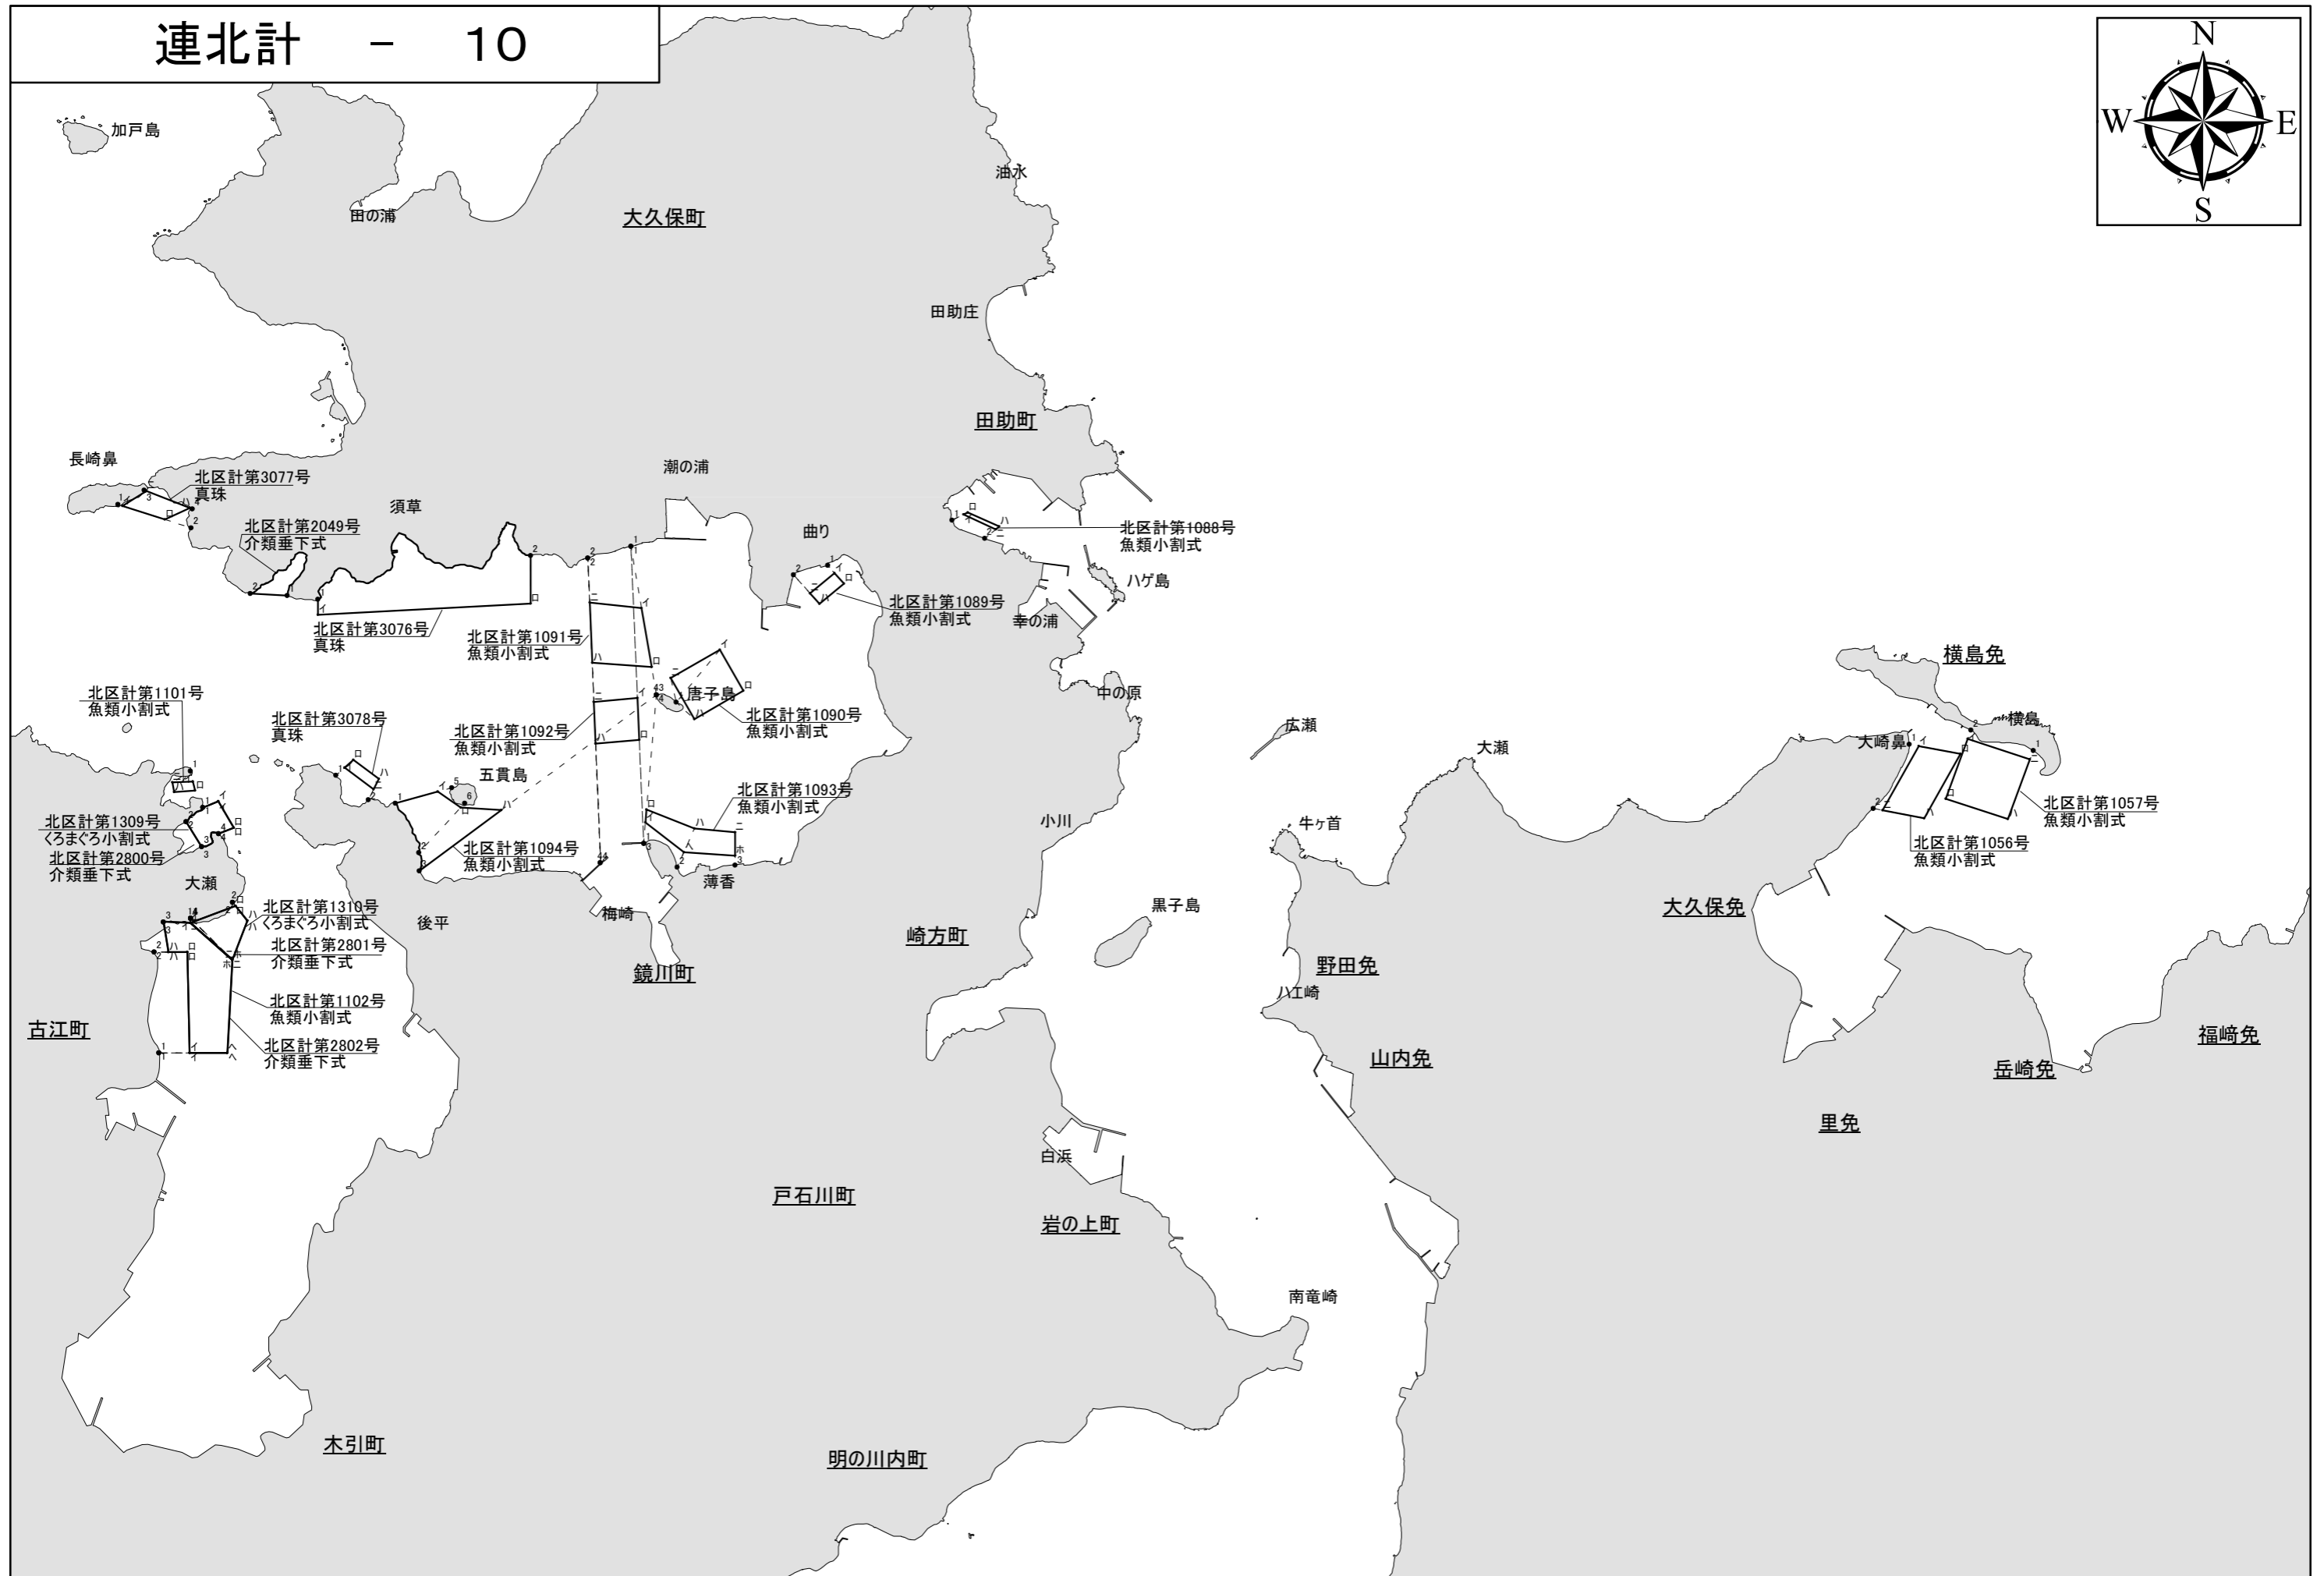 連北計　－　１０
N
W
E
S
加戸島
油水
田の浦
大久保町
田助庄
田助町
長崎鼻
北区計第3077号
真珠
潮の浦
須草
北区計第2049号
介類垂下式
曲り
北区計第1088号
魚類小割式
ハゲ島
北区計第1089号
魚類小割式
幸の浦
北区計第3076号
真珠
北区計第1091号
魚類小割式
横島免
北区計第1101号
魚類小割式
唐子島
中の原
北区計第3078号
真珠
北区計第1090号
魚類小割式
北区計第1092号
魚類小割式
広瀬
横島
大崎鼻
大瀬
五貫島
北区計第1093号
魚類小割式
北区計第1057号
魚類小割式
北区計第1309号
くろまぐろ小割式
小川
牛ヶ首
北区計第1056号
魚類小割式
北区計第2800号
介類垂下式
北区計第1094号
魚類小割式
大瀬
薄香
北区計第1310号
くろまぐろ小割式
梅崎
後平
黒子島
大久保免
崎方町
北区計第2801号
介類垂下式
鏡川町
野田免
ハエ崎
北区計第1102号
魚類小割式
古江町
北区計第2802号
介類垂下式
山内免
福崎免
岳崎免
里免
白浜
戸石川町
岩の上町
南竜崎
木引町
明の川内町